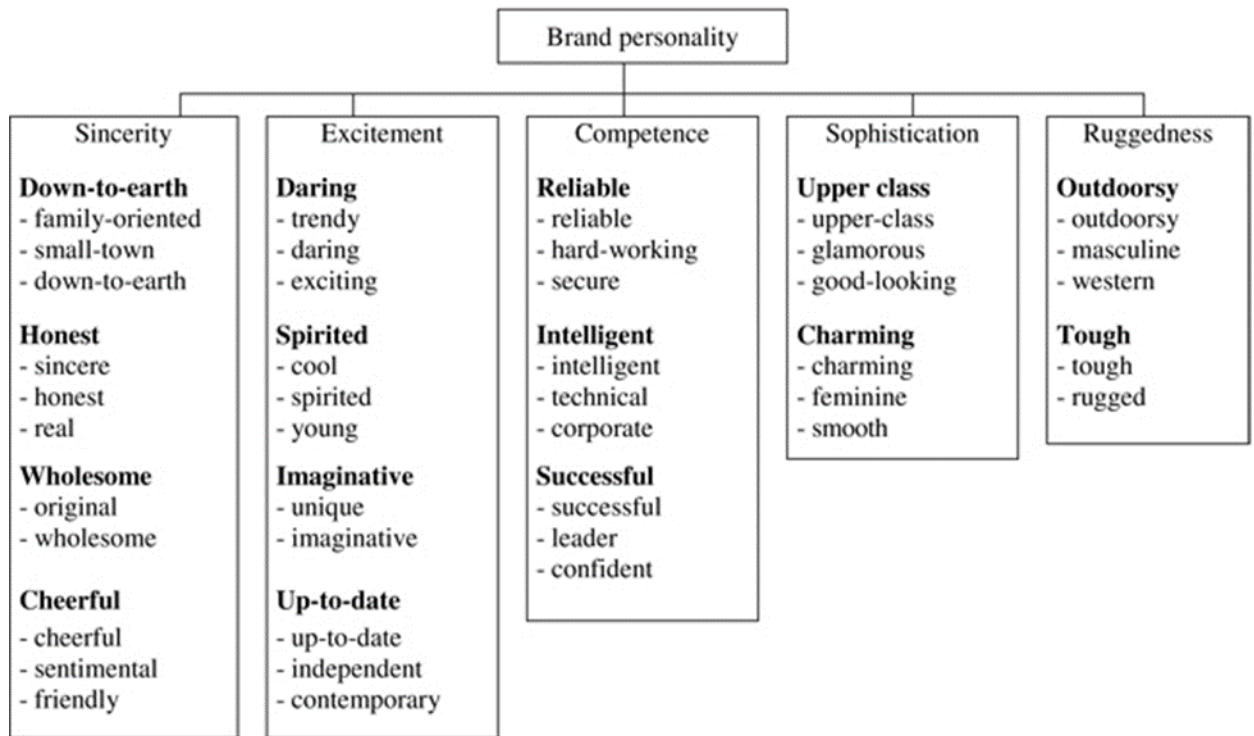 Brand personality
Sincerity
Down-to-earth
- family-oriented
- small-town
- down-to-earth
Honest
- sincere
- honest
- real
Wholesome
- original
- wholesome
Cheerful
- cheerful
- sentimental
- friendly
Excitement
Daring
- trendy
- daring
- exciting
Spirited
- cool
- spirited
- young
Imaginative
- unique
- imaginative
Up-to-date
- up-to-date
- independent
- contemporary
Competence
Reliable
- reliable
- hard-working
- secure
Intelligent
- intelligent
- technical
- corporate
Successful
- successful
- leader
- confident
Sophistication
Upper class
- upper-class
- glamorous
- good-looking
Charming
- charming
- feminine
- smooth
Ruggedness
Outdoorsy
- outdoorsy
- masculine
- western
Tough
- tough
- rugged